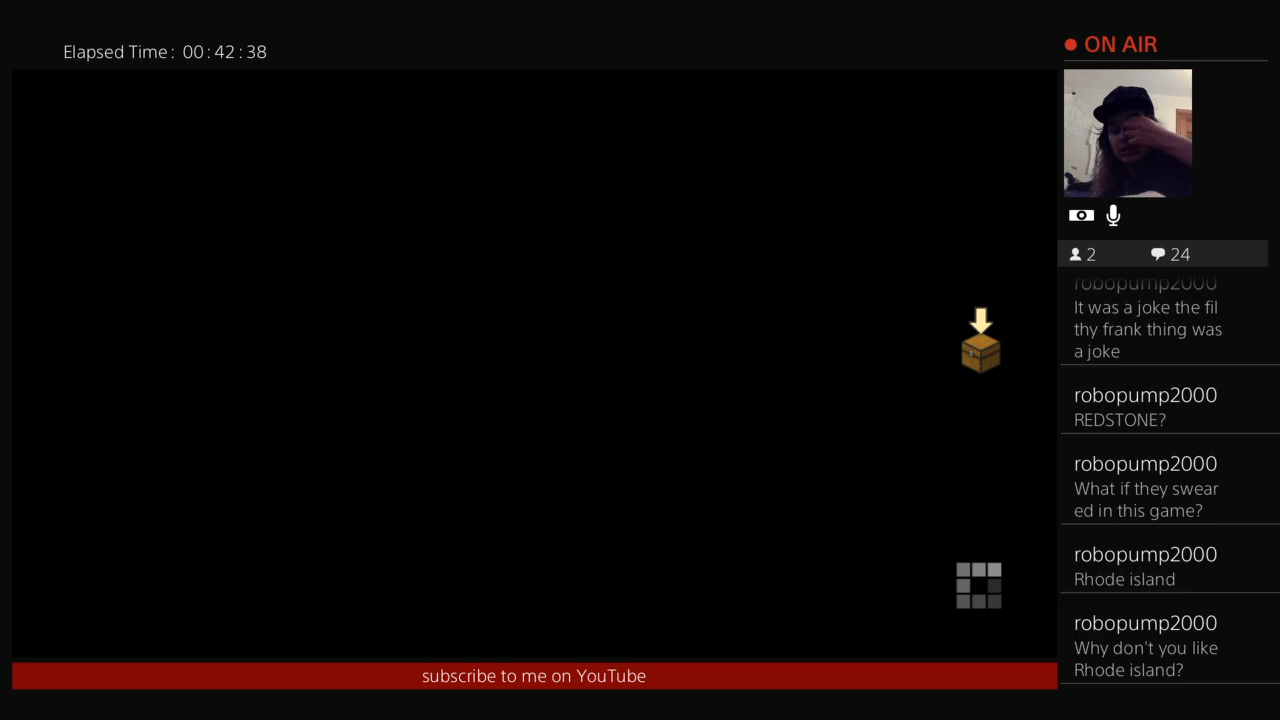 Elapsed Time: 00:42:38
ON AIR
2
24
robopump2000
It was a joke the fil
thy frank thing was
a joke
robopump2000
REDSTONE?
robopump2000
What if they swear
ed in this game?
robopump2000
Rhode island
robopump2000
Why don't you like
Rhode island?
subscribe to me on YouTube